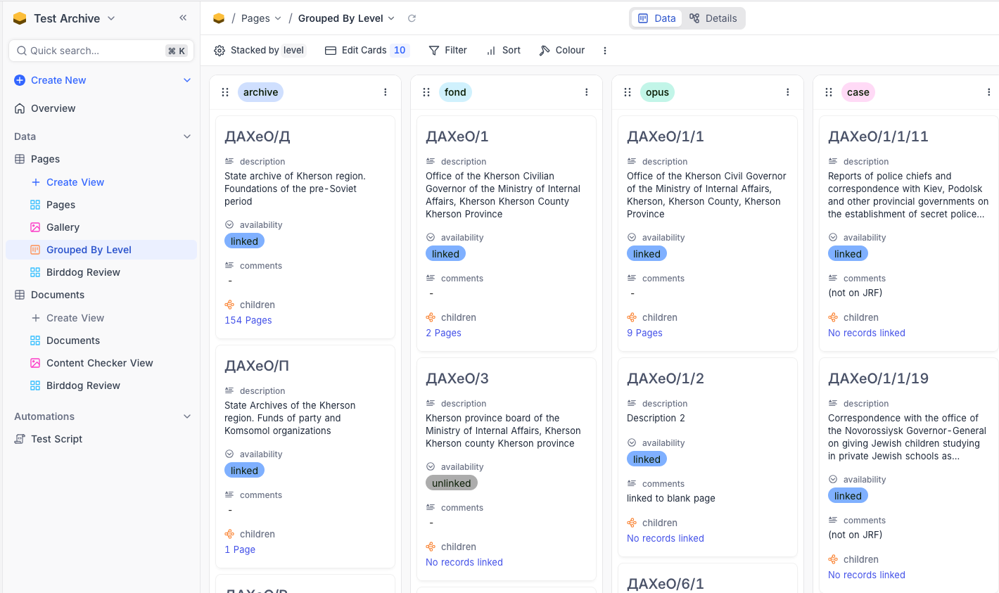 Test Archive
Quick search...
⌘ K
Create New
Overview
Data
Pages
Create View
Pages
Gallery
Grouped By Level
Birddog Review
Documents
Create View
Documents
Content Checker View
Birddog Review
Automations
Test Script
/ Pages / Grouped By Level
Data
Details
Stacked by level
Edit Cards 10
Filter
Sort
Colour
archive
ДАХеО/Д
description
State archive of Kherson region.
Foundations of the pre-Soviet
period
availability
linked
comments
-
children
154 Pages
ДАХеО/П
description
State Archives of the Kherson
region. Funds of party and
Komsomol organizations
availability
linked
comments
-
children
1 Page
fond
ДАХеО/1
description
Office of the Kherson Civilian
Governor of the Ministry of Internal
Affairs, Kherson Kherson County
Kherson Province
availability
linked
comments
-
children
2 Pages
ДАХеО/3
description
Kherson province board of the
Ministry of Internal Affairs, Kherson
Kherson county Kherson province
availability
unlinked
comments
-
children
No records linked
opus
ДАХеО/1/1
description
Office of the Kherson Civil Governor
of the Ministry of Internal Affairs,
Kherson, Kherson County, Kherson
Province
availability
linked
comments
-
children
9 Pages
ДАХеО/1/2
description
Description 2
availability
linked
comments
linked to blank page
children
No records linked
ДАХеО/6/1
case
ДАХеО/1/1/11
description
Reports of police chiefs and
correspondence with Kiev, Podolsk
and other provincial governments on
the establishment of secret police...
availability
linked
comments
(not on JRF)
children
No records linked
ДАХеО/1/1/19
description
Correspondence with the office of
the Novorossiysk Governor-General
on giving Jewish children studying
in private Jewish schools as...
availability
linked
comments
(not on JRF)
children
No records linked